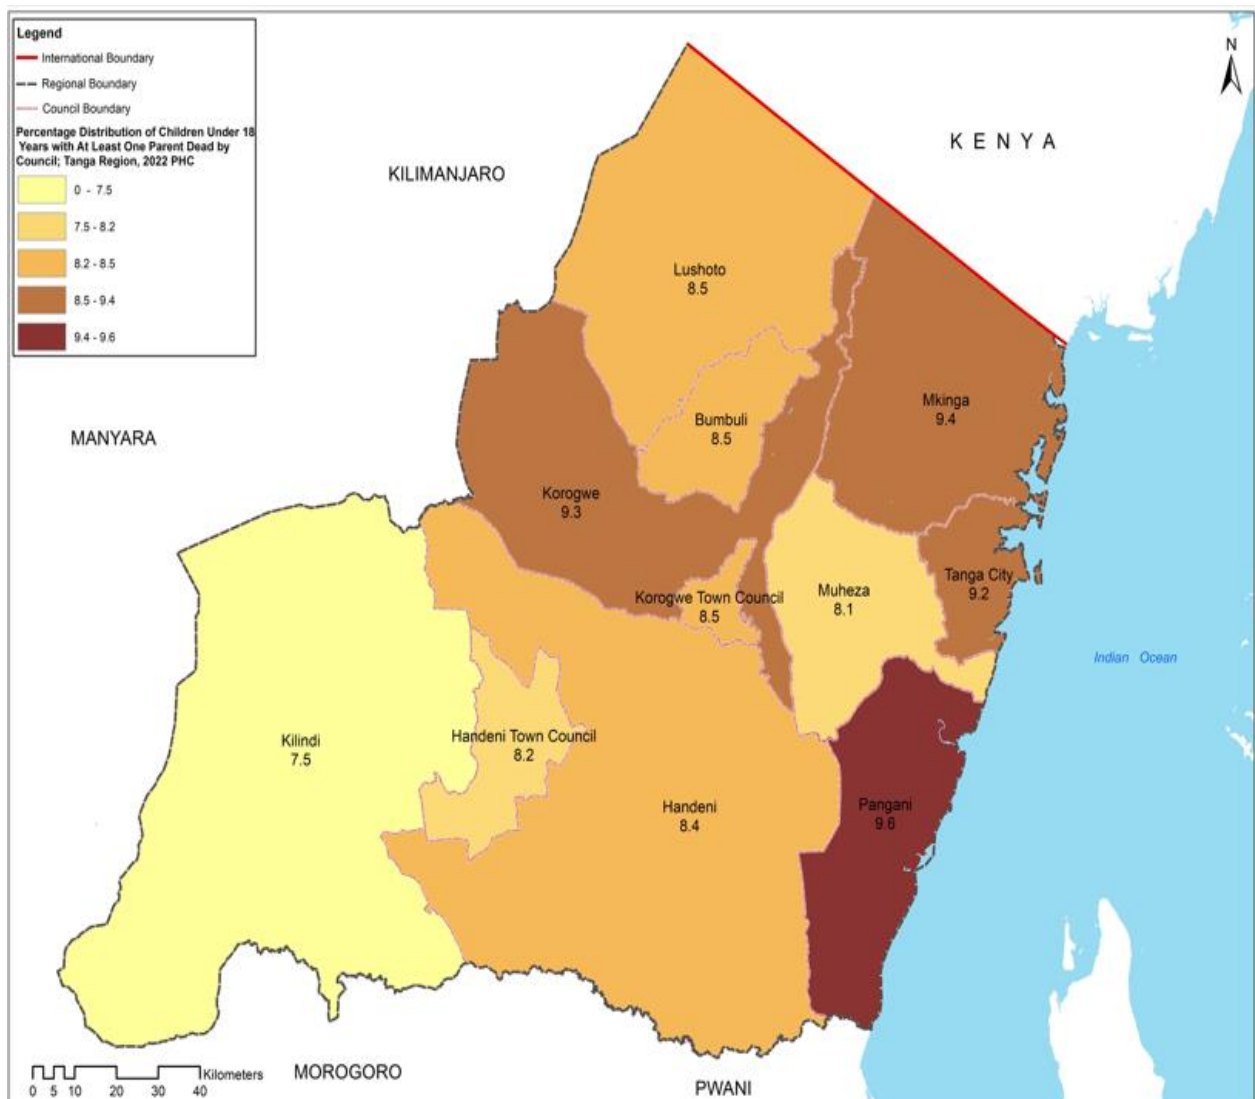 Legend
International Boundary
Regional Boundary
Council Boundary
Percentage Distribution of Children Under 18
Years with At Least One Parent Dead by
Council; Tanga Region, 2022 PHC
0 - 7.5
7.5 - 8.2
8.2 - 8.5
8.5 - 9.4
9.4 - 9.6
N
KENYA
KILIMANJARO
Lushoto
8.5
Mkinga
9.4
Bumbuli
8.5
MANYARA
Korogwe
9.3
Tanga City
9.2
Muheza
8.1
Korogwe Town Council
8.5
Indian Ocean
Kilindi
7.5
Handeni Town Council
8.2
Handeni
8.4
Pangani
9.6
Kilometers
0 5 10 20 30 40
MOROGORO
PWANI